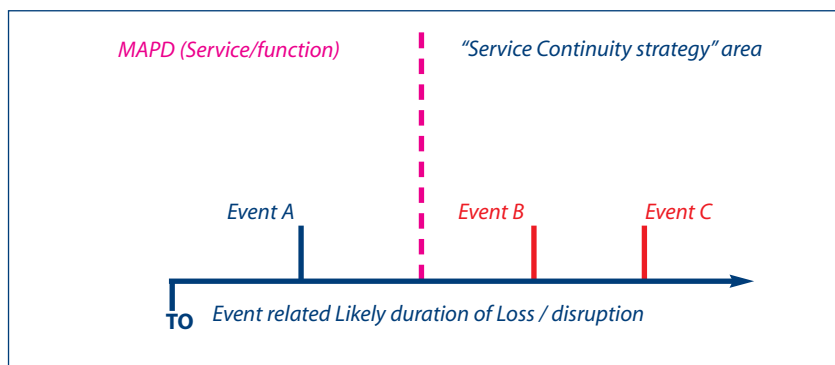 MAPD (Service/function)
“Service Continuity strategy” area
Event A
Event B
Event C
TO
Event related Likely duration of Loss / disruption